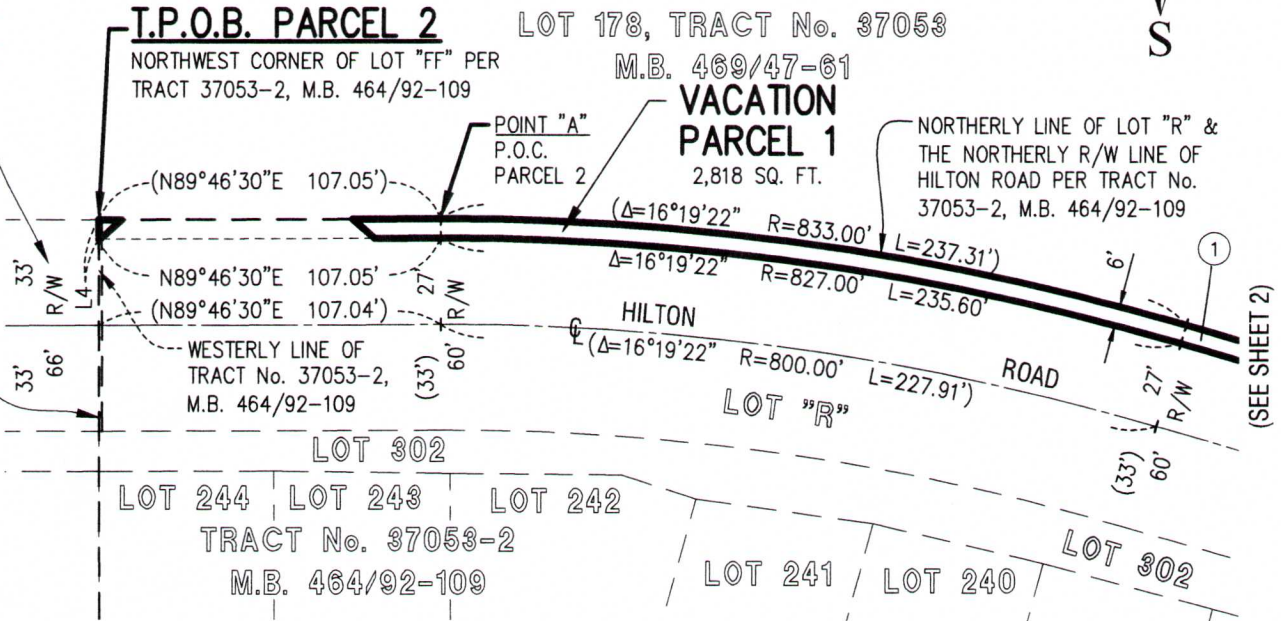 T.P.O.B. PARCEL 2
NORTHWEST CORNER OF LOT "FF" PER
TRACT 37053-2, M.B. 464/92-109
LOT 178, TRACT No. 37053
M.B. 469/47-61
S
VACATION
PARCEL 1
2,818 SQ. FT.
POINT "A"
P.O.C.
PARCEL 2
NORTHERLY LINE OF LOT "R" &
THE NORTHERLY R/W LINE OF
HILTON ROAD PER TRACT No.
37053-2, M.B. 464/92-109
(N89°46'30"E 107.05')
(Δ=16°19'22" R=833.00' L=237.31')
Δ=16°19'22" R=827.00' L=235.60'
6'
1
(SEE SHEET 2)
33'
R/W
L4
N89°46'30"E 107.05'
27'
R/W
(N89°46'30"E 107.04')
HILTON
ROAD
℄ (Δ=16°19'22" R=800.00' L=227.91')
27'
R/W
33'
66'
WESTERLY LINE OF
TRACT No. 37053-2,
M.B. 464/92-109
(33')
60'
LOT "R"
(33')
60'
LOT 302
LOT 244
LOT 243
LOT 242
TRACT No. 37053-2
M.B. 464/92-109
LOT 241
LOT 240
LOT 302